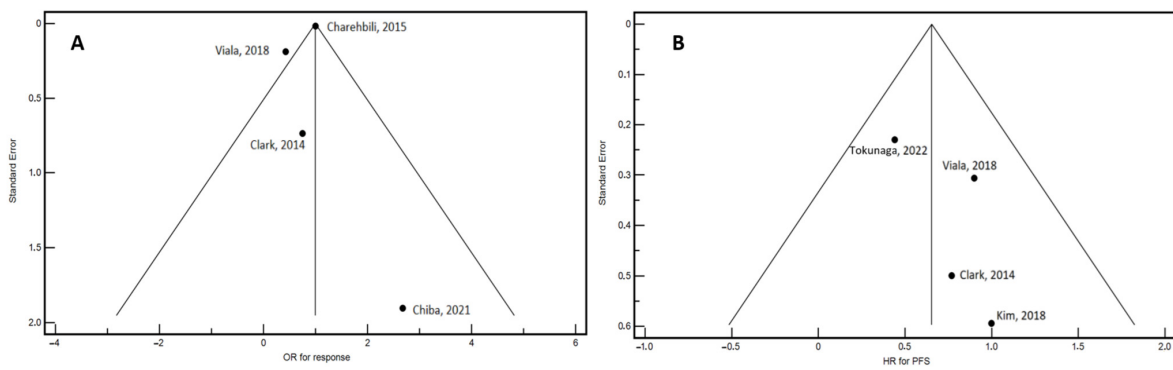 A
Charehbili, 2015
Viala, 2018
Clark, 2014
Chiba, 2021
Standard Error
0
0.5
1.0
1.5
2.0
−4
−2
0
2
4
6
OR for response
B
Tokunaga, 2022
Viala, 2018
Clark, 2014
Kim, 2018
Standard Error
0
0.1
0.2
0.3
0.4
0.5
0.6
−1.0
−0.5
0
0.5
1.0
1.5
2.0
HR for PFS